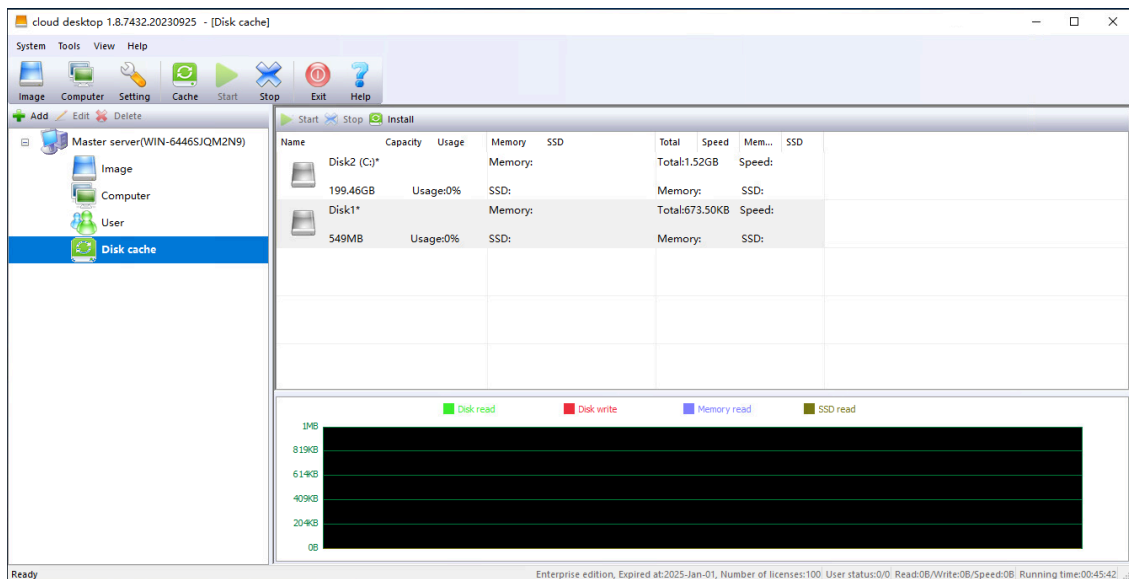 cloud desktop 1.8.7432.20230925 - [Disk cache]
System Tools View Help
Image Computer Setting Cache Start Stop Exit Help
Add Edit Delete
Master server(WIN-6446SJQM2N9)
Image
Computer
User
Disk cache
Start Stop Install
Name Capacity Usage Memory SSD Total Speed Mem... SSD
Disk2 (C:)* Memory: Total:1.52GB Speed:
199.46GB Usage:0% SSD: Memory: SSD:
Disk1* Memory: Total:673.50KB Speed:
549MB Usage:0% SSD: Memory: SSD:
Disk read Disk write Memory read SSD read
1MB
819KB
614KB
409KB
204KB
0B
Ready Enterprise edition, Expired at:2025-Jan-01, Number of licenses:100 User status:0/0 Read:0B/Write:0B/Speed:0B Running time:00:45:42